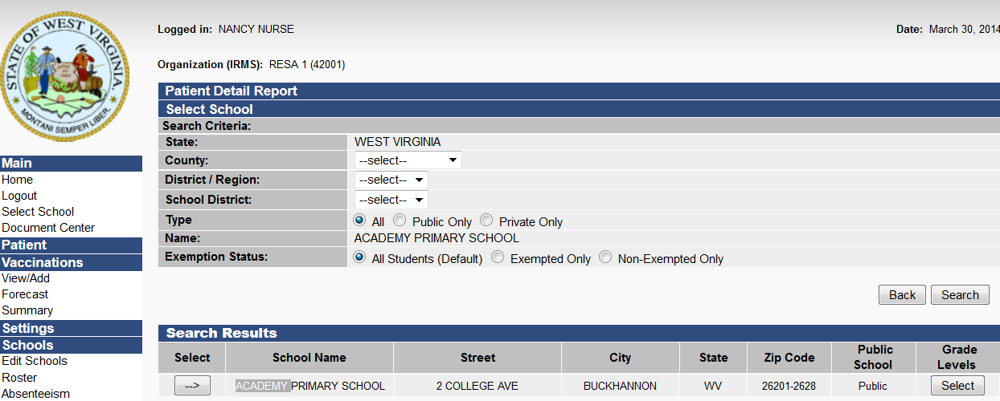 STATE OF WEST VIRGINIA.
MONTANI SEMPER LIBER.
Logged in: NANCY NURSE
Date: March 30, 2014
Organization (IRMS): RESA 1 (42001)
Patient Detail Report
Select School
Search Criteria:
State: WEST VIRGINIA
County: --select--
District / Region: --select--
School District: --select--
Type All Public Only Private Only
Name: ACADEMY PRIMARY SCHOOL
Exemption Status: All Students (Default) Exempted Only Non-Exempted Only
Back Search
Main
Home
Logout
Select School
Document Center
Patient
Vaccinations
View/Add
Forecast
Summary
Settings
Schools
Edit Schools
Roster
Absenteeism
Search Results
Select School Name Street City State Zip Code Public School Grade Levels
--> ACADEMY PRIMARY SCHOOL 2 COLLEGE AVE BUCKHANNON WV 26201-2628 Public Select